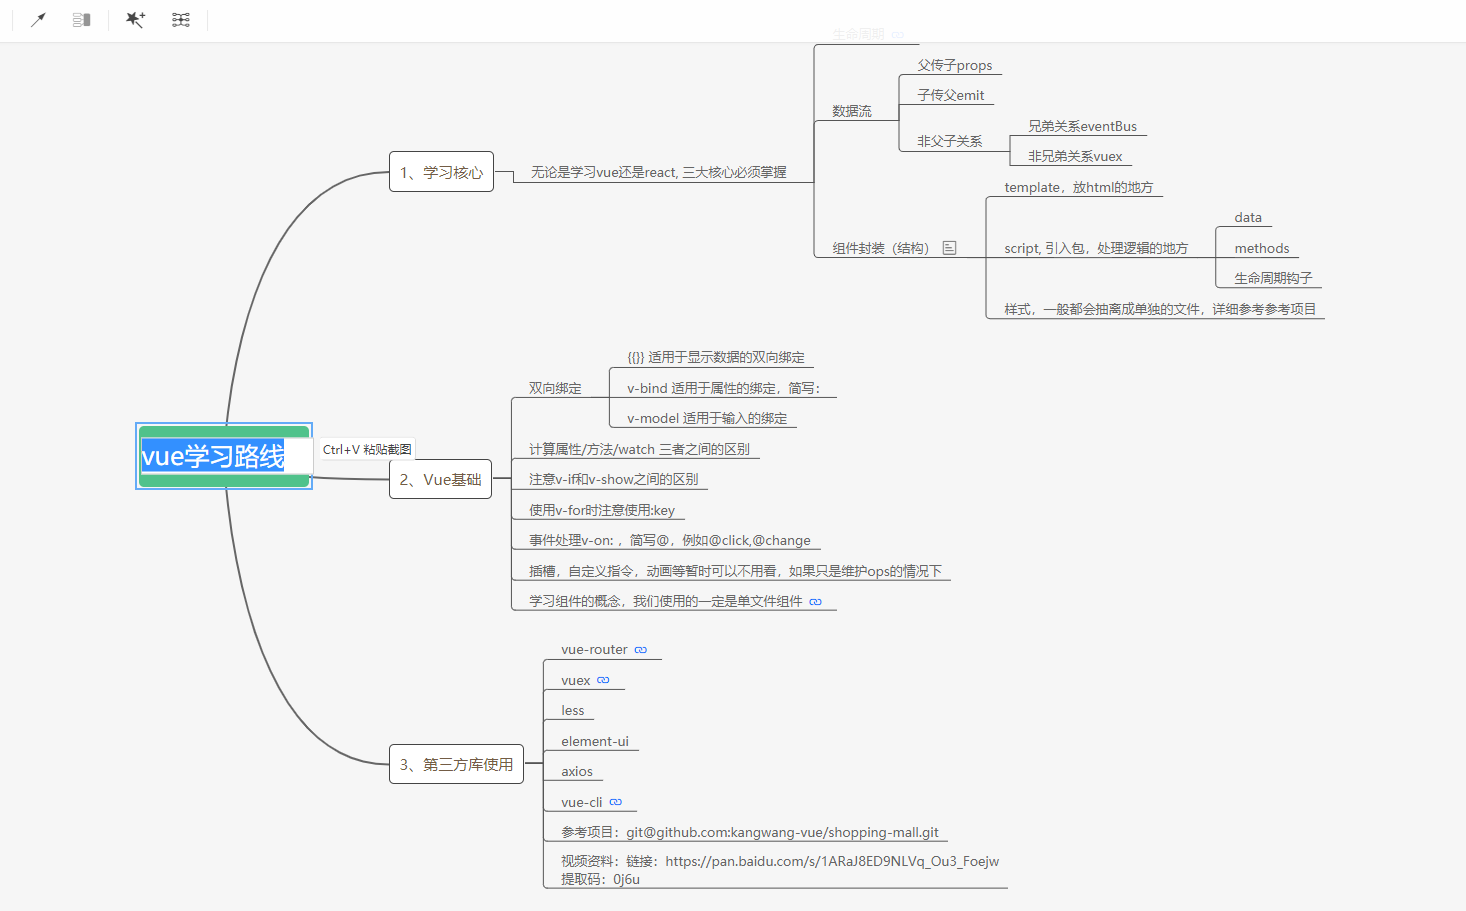 生命周期
父传子props
子传父emit
数据流
兄弟关系eventBus
非父子关系
非兄弟关系vuex
1、学习核心
无论是学习vue还是react, 三大核心必须掌握
template，放html的地方
data
组件封装（结构）
script, 引入包，处理逻辑的地方
methods
生命周期钩子
样式，一般都会抽离成单独的文件，详细参考参考项目
{{}} 适用于显示数据的双向绑定
双向绑定
v-bind 适用于属性的绑定，简写：
v-model 适用于输入的绑定
vue学习路线
Ctrl+V 粘贴截图
计算属性/方法/watch 三者之间的区别
2、Vue基础
注意v-if和v-show之间的区别
使用v-for时注意使用:key
事件处理v-on: ，简写@，例如@click,@change
插槽，自定义指令，动画等暂时可以不用看，如果只是维护ops的情况下
学习组件的概念，我们使用的一定是单文件组件
vue-router
vuex
less
element-ui
3、第三方库使用
axios
vue-cli
参考项目：git@github.com:kangwang-vue/shopping-mall.git
视频资料：链接：https://pan.baidu.com/s/1ARaJ8ED9NLVq_Ou3_Foejw
提取码：0j6u